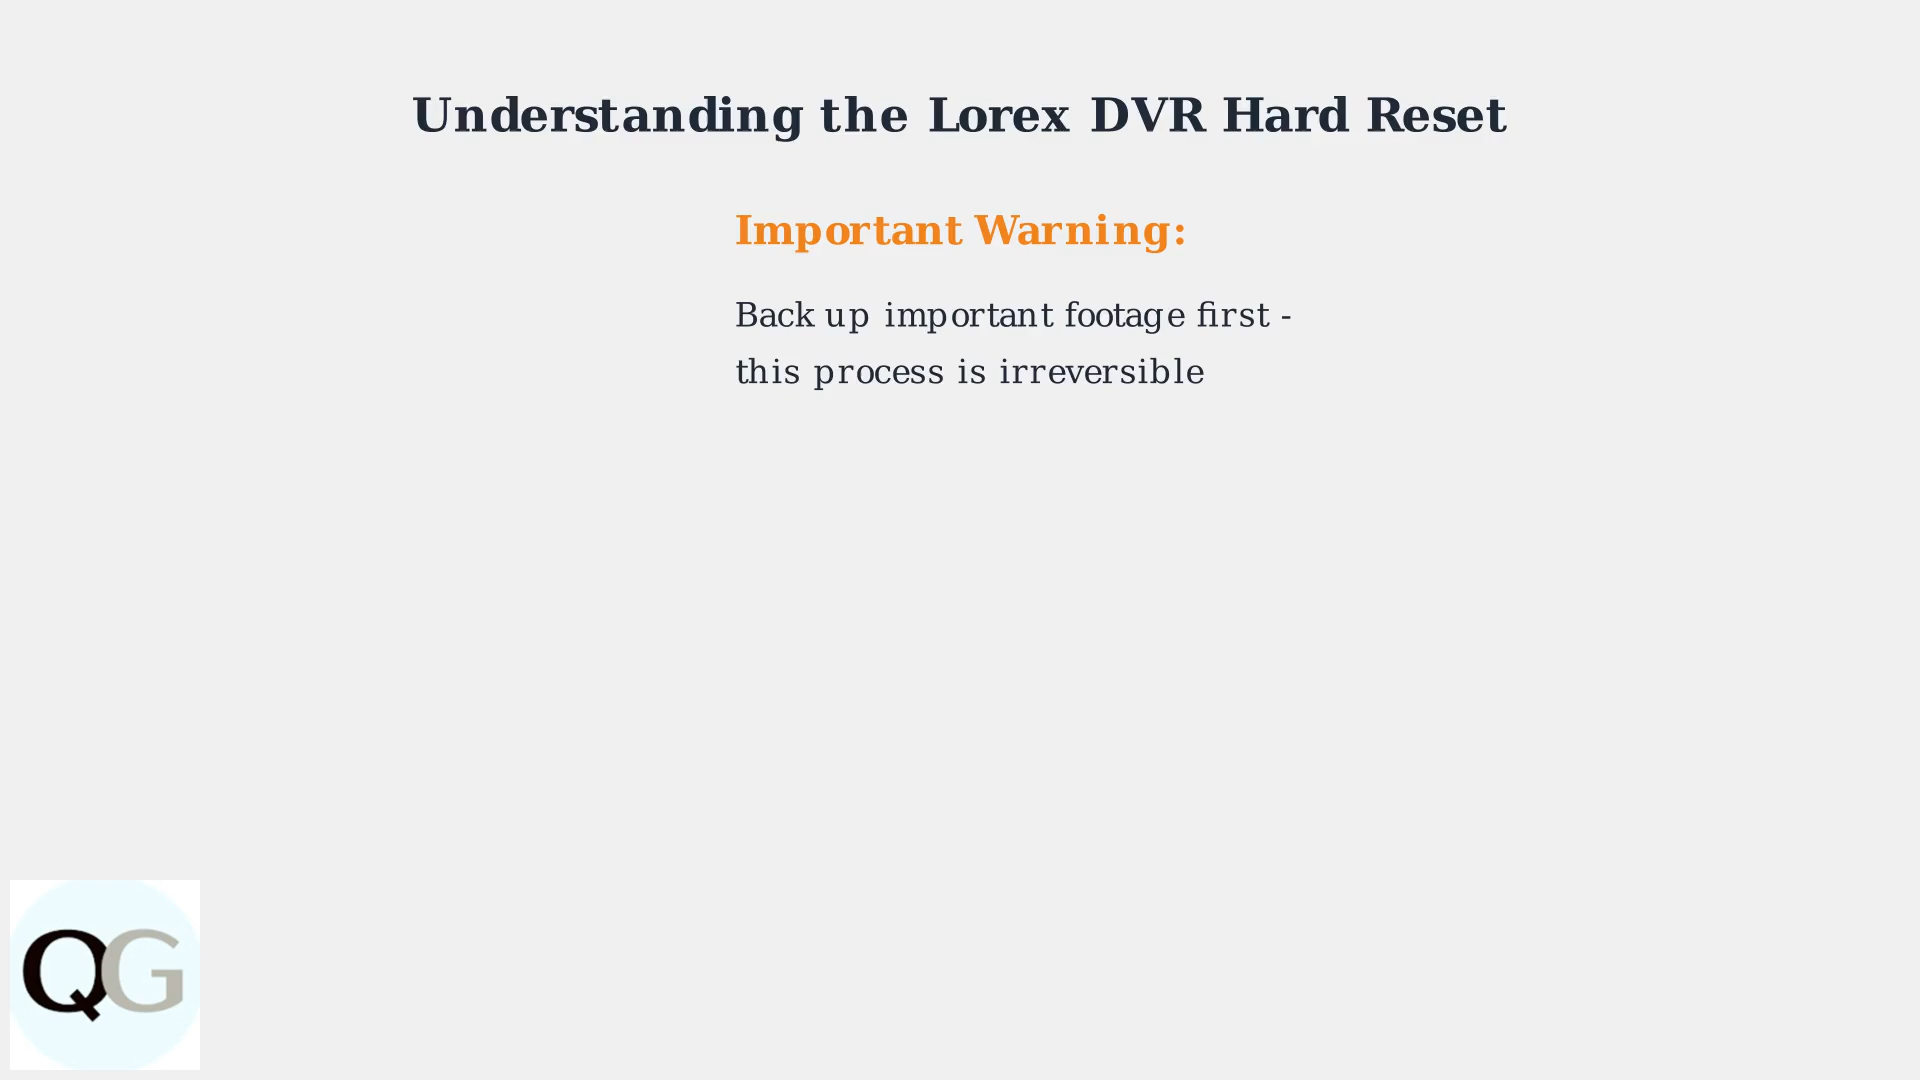 Understanding the Lorex DVR Hard Reset
Important Warning:
Back up important footage first -
this process is irreversible
QG